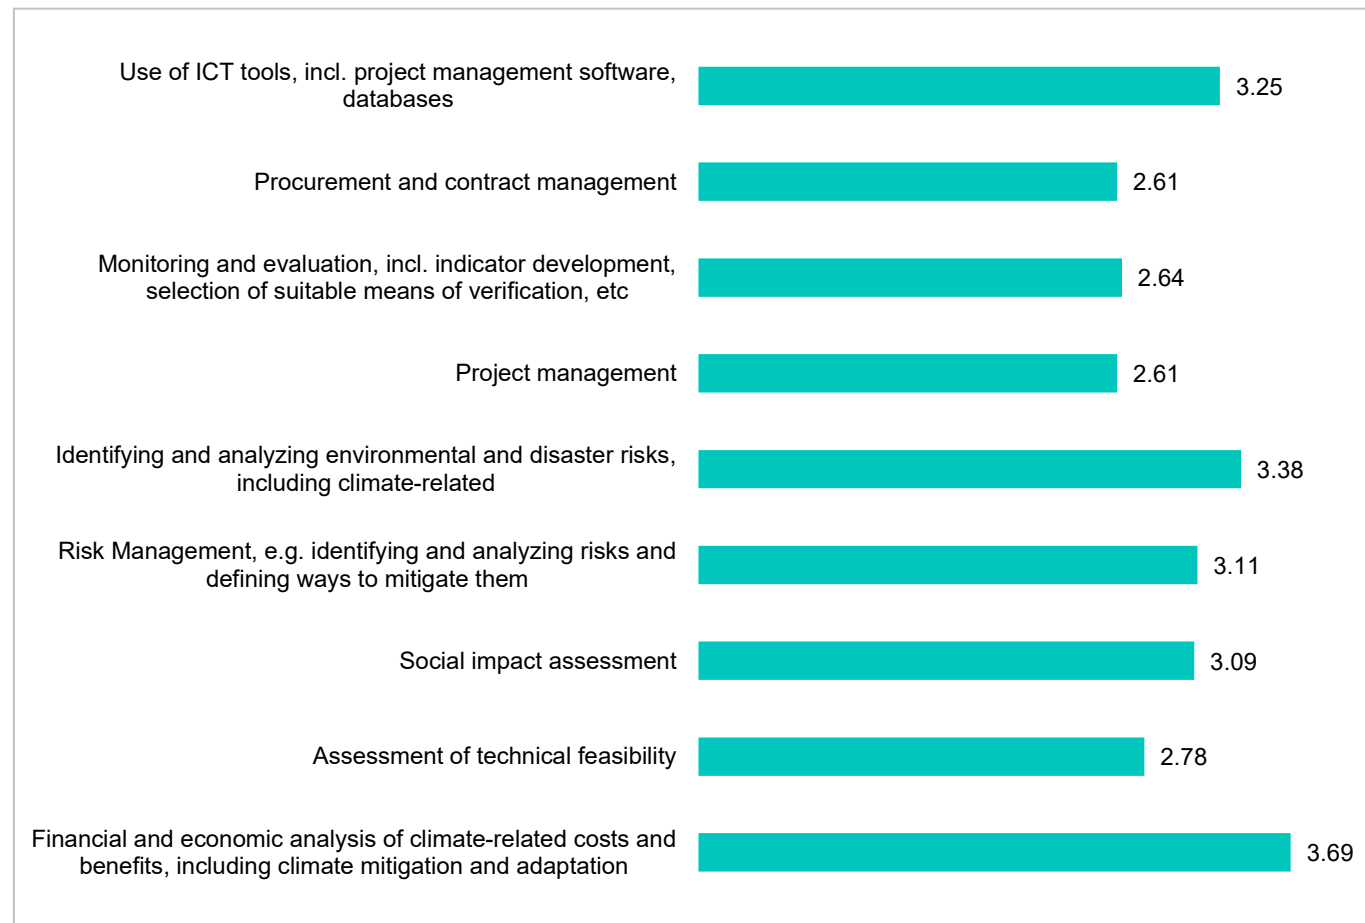 Use of ICT tools, incl. project management software,
databases
3.25
Procurement and contract management
2.61
Monitoring and evaluation, incl. indicator development,
selection of suitable means of verification, etc
2.64
Project management
2.61
Identifying and analyzing environmental and disaster risks,
including climate-related
3.38
Risk Management, e.g. identifying and analyzing risks and
defining ways to mitigate them
3.11
Social impact assessment
3.09
Assessment of technical feasibility
2.78
Financial and economic analysis of climate-related costs and
benefits, including climate mitigation and adaptation
3.69